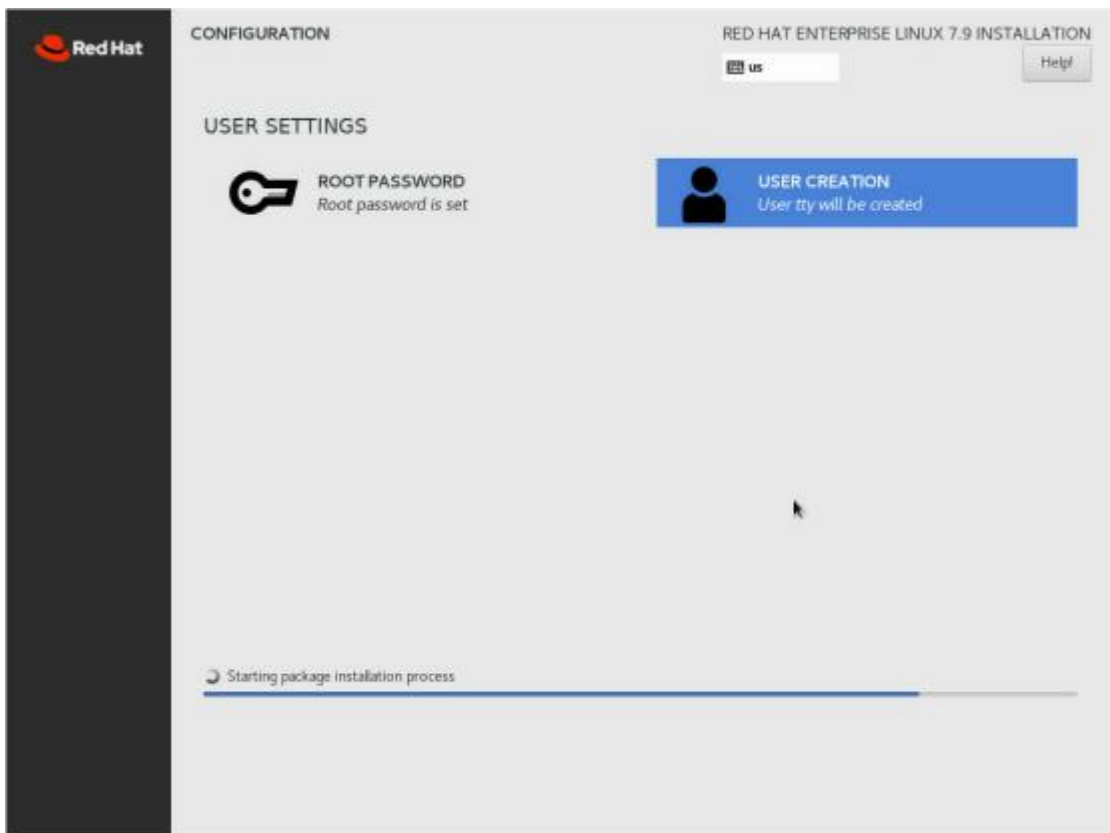 Red Hat
CONFIGURATION
RED HAT ENTERPRISE LINUX 7.9 INSTALLATION
us
Help!
USER SETTINGS
ROOT PASSWORD
Root password is set
USER CREATION
User tty will be created
Starting package installation process